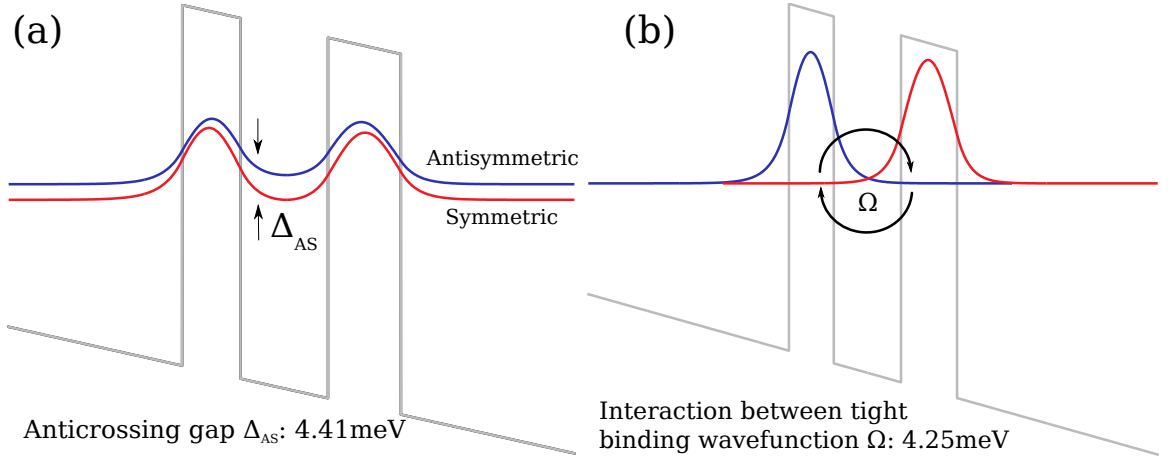 (a)
Antisymmetric
Symmetric
Δ_AS
Anticrossing gap Δ_AS: 4.41meV
(b)
Ω
Interaction between tight
binding wavefunction Ω: 4.25meV